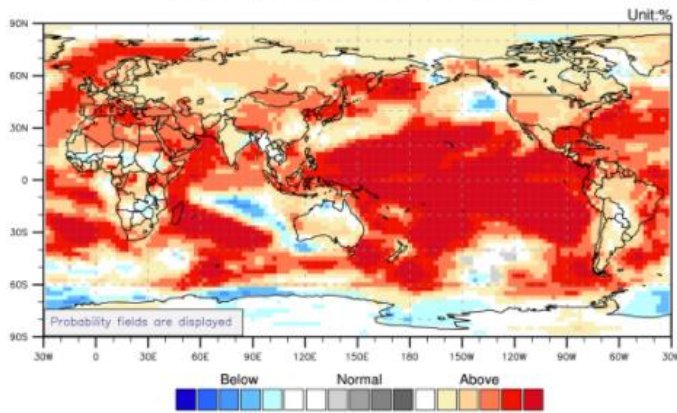 Unit:%
90N
60N
30N
0
30S
60S
90S
Probability fields are displayed
30W 0 30E 60E 90E 120E 150E 180 150W 120W 90W 60W 30W
Below Normal Above